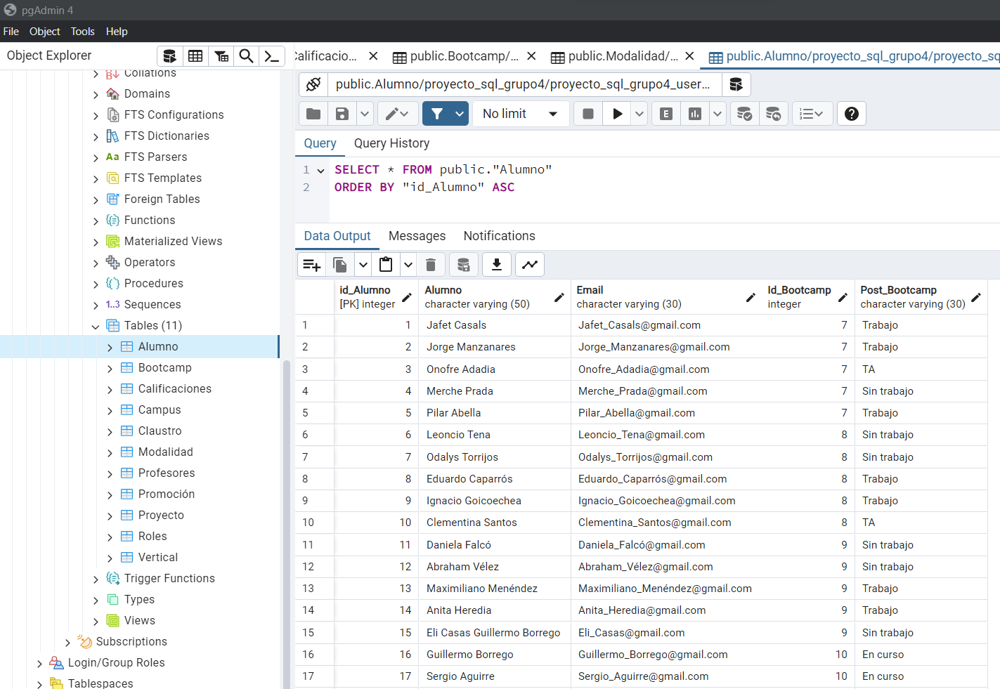 pgAdmin 4
File Object Tools Help
Object Explorer
Calificacio... public.Bootcamp/... public.Modalidad/... public.Alumno/proyecto_sql_grupo4/proyecto_sq
public.Alumno/proyecto_sql_grupo4/proyecto_sql_grupo4_user...
No limit
E
Query Query History
1 SELECT * FROM public."Alumno"
2 ORDER BY "id_Alumno" ASC
Data Output Messages Notifications
Collations
Domains
FTS Configurations
FTS Dictionaries
Aa FTS Parsers
FTS Templates
Foreign Tables
Functions
Materialized Views
Operators
Procedures
1..3 Sequences
Tables (11)
Alumno
Bootcamp
Calificaciones
Campus
Claustro
Modalidad
Profesores
Promoción
Proyecto
Roles
Vertical
Trigger Functions
Types
Views
Subscriptions
Login/Group Roles
Tablespaces
id_Alumno Alumno Email Id_Bootcamp Post_Bootcamp
[PK] integer character varying (50) character varying (30) integer character varying (30)
1 1 Jafet Casals Jafet_Casals@gmail.com 7 Trabajo
2 2 Jorge Manzanares Jorge_Manzanares@gmail.com 7 Trabajo
3 3 Onofre Adadia Onofre_Adadia@gmail.com 7 TA
4 4 Merche Prada Merche_Prada@gmail.com 7 Sin trabajo
5 5 Pilar Abella Pilar_Abella@gmail.com 7 Trabajo
6 6 Leoncio Tena Leoncio_Tena@gmail.com 8 Sin trabajo
7 7 Odalys Torrijos Odalys_Torrijos@gmail.com 8 Sin trabajo
8 8 Eduardo Caparrós Eduardo_Caparrós@gmail.com 8 Trabajo
9 9 Ignacio Goicoechea Ignacio_Goicoechea@gmail.com 8 Trabajo
10 10 Clementina Santos Clementina_Santos@gmail.com 8 TA
11 11 Daniela Falcó Daniela_Falcó@gmail.com 9 Sin trabajo
12 12 Abraham Vélez Abraham_Vélez@gmail.com 9 Sin trabajo
13 13 Maximiliano Menéndez Maximiliano_Menéndez@gmail.com 9 Trabajo
14 14 Anita Heredia Anita_Heredia@gmail.com 9 Trabajo
15 15 Eli Casas Guillermo Borrego Eli_Casas@gmail.com 9 Sin trabajo
16 16 Guillermo Borrego Guillermo_Borrego@gmail.com 10 En curso
17 17 Sergio Aguirre Sergio_Aguirre@gmail.com 10 En curso